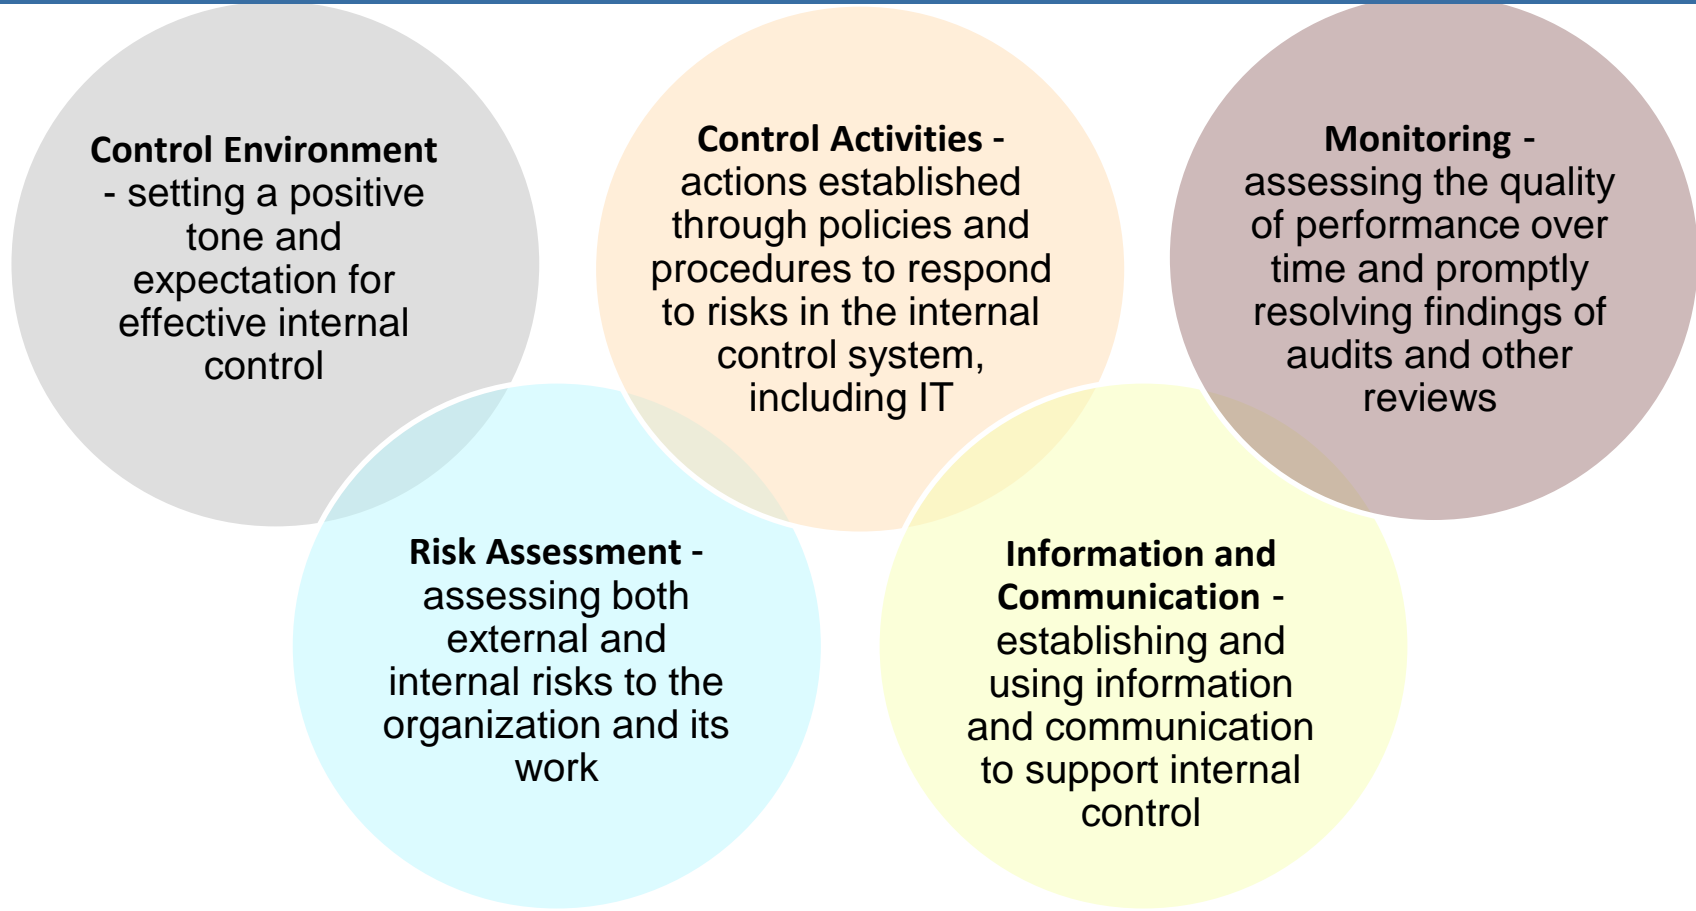 Control Environment
- setting a positive
tone and
expectation for
effective internal
control
Risk Assessment -
assessing both
external and
internal risks to the
organization and its
work
Control Activities -
actions established
through policies and
procedures to respond
to risks in the internal
control system,
including IT
Information and
Communication -
establishing and
using information
and communication
to support internal
control
Monitoring -
assessing the quality
of performance over
time and promptly
resolving findings of
audits and other
reviews